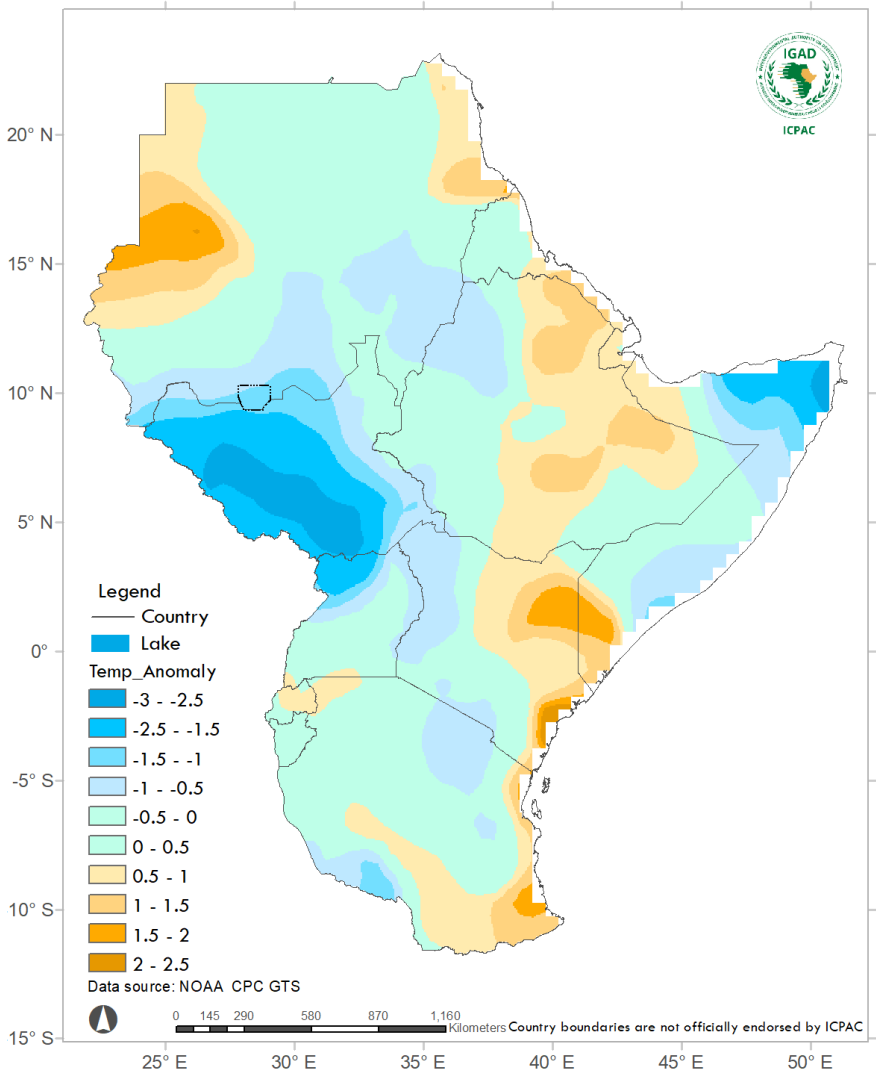 IGAD
ICPAC
20° N
15° N
10° N
5° N
0°
-5° S
10° S
15° S
Legend
Country
Lake
Temp_Anomaly
-3 - -2.5
-2.5 - -1.5
-1.5 - -1
-1 - -0.5
-0.5 - 0
0 - 0.5
0.5 - 1
1 - 1.5
1.5 - 2
2 - 2.5
Data source: NOAA CPC GTS
0 145 290 580 870 1,160
Kilometers
Country boundaries are not officially endorsed by ICPAC
25° E 30° E 35° E 40° E 45° E 50° E